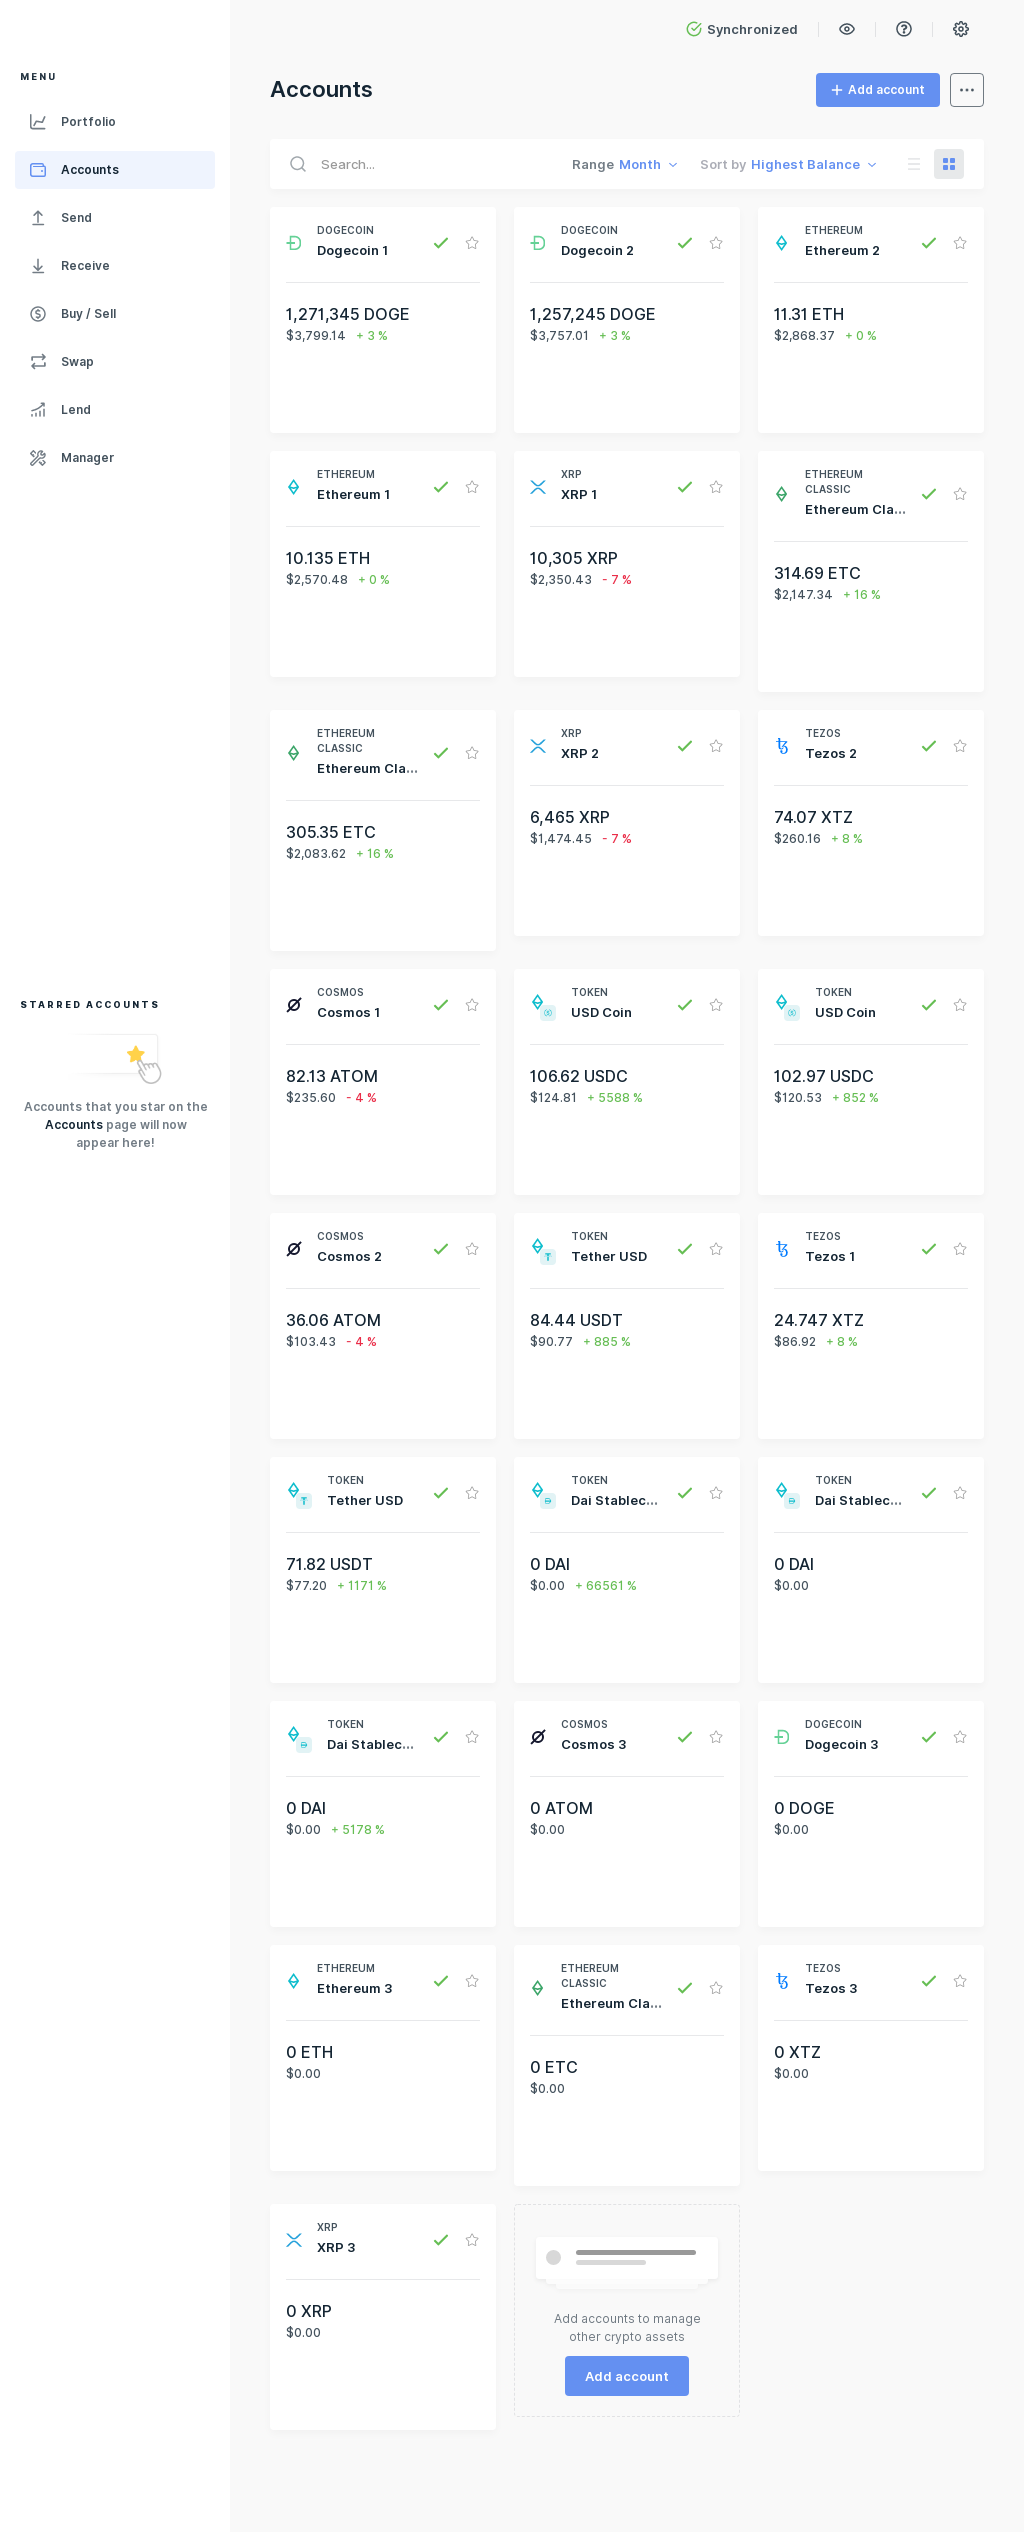 Synchronized
MENU
Portfolio
Accounts
Send
Receive
Buy / Sell
Swap
Lend
Manager
STARRED ACCOUNTS
Accounts that you star on the
Accounts page will now
appear here!
Accounts
Add account
Search...
Range Month
Sort by Highest Balance
DOGECOIN
Dogecoin 1
1,271,345 DOGE
$3,799.14 + 3 %
DOGECOIN
Dogecoin 2
1,257,245 DOGE
$3,757.01 + 3 %
ETHEREUM
Ethereum 2
11.31 ETH
$2,868.37 + 0 %
ETHEREUM
Ethereum 1
10.135 ETH
$2,570.48 + 0 %
XRP
XRP 1
10,305 XRP
$2,350.43 - 7 %
ETHEREUM
CLASSIC
Ethereum Cla...
314.69 ETC
$2,147.34 + 16 %
ETHEREUM
CLASSIC
Ethereum Cla...
305.35 ETC
$2,083.62 + 16 %
XRP
XRP 2
6,465 XRP
$1,474.45 - 7 %
TEZOS
Tezos 2
74.07 XTZ
$260.16 + 8 %
COSMOS
Cosmos 1
82.13 ATOM
$235.60 - 4 %
TOKEN
USD Coin
106.62 USDC
$124.81 + 5588 %
TOKEN
USD Coin
102.97 USDC
$120.53 + 852 %
COSMOS
Cosmos 2
36.06 ATOM
$103.43 - 4 %
TOKEN
Tether USD
84.44 USDT
$90.77 + 885 %
TEZOS
Tezos 1
24.747 XTZ
$86.92 + 8 %
TOKEN
Tether USD
71.82 USDT
$77.20 + 1171 %
TOKEN
Dai Stablec...
0 DAI
$0.00 + 66561 %
TOKEN
Dai Stablec...
0 DAI
$0.00
TOKEN
Dai Stablec...
0 DAI
$0.00 + 5178 %
COSMOS
Cosmos 3
0 ATOM
$0.00
DOGECOIN
Dogecoin 3
0 DOGE
$0.00
ETHEREUM
Ethereum 3
0 ETH
$0.00
ETHEREUM
CLASSIC
Ethereum Cla...
0 ETC
$0.00
TEZOS
Tezos 3
0 XTZ
$0.00
XRP
XRP 3
0 XRP
$0.00
Add accounts to manage
other crypto assets
Add account